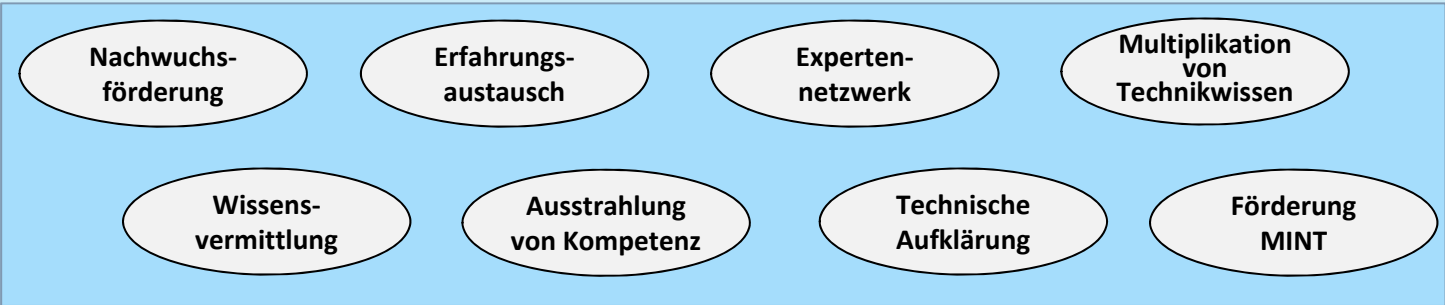 Nachwuchs-
förderung
Erfahrungs-
austausch
Experten-
netzwerk
Multiplikation
von
Technikwissen
Wissens-
vermittlung
Ausstrahlung
von Kompetenz
Technische
Aufklärung
Förderung
MINT